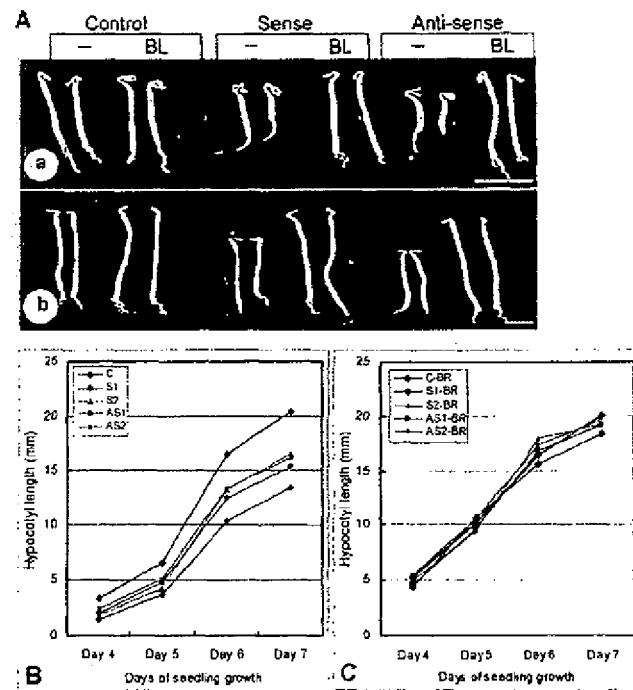 A
Control Sense Anti-sense
– BL – BL – BL
a
b
25
20
15
10
5
0
Hypocotyl length (mm)
C
S1
S2
AS1
AS2
Day 4 Day 5 Day 6 Day 7
Days of seedling growth
B
25
20
15
10
5
0
Hypocotyl length (mm)
C-BR
S1-BR
S2-BR
AS1-BR
AS2-BR
Day 4 Day 5 Day 6 Day 7
Days of seedling growth
C